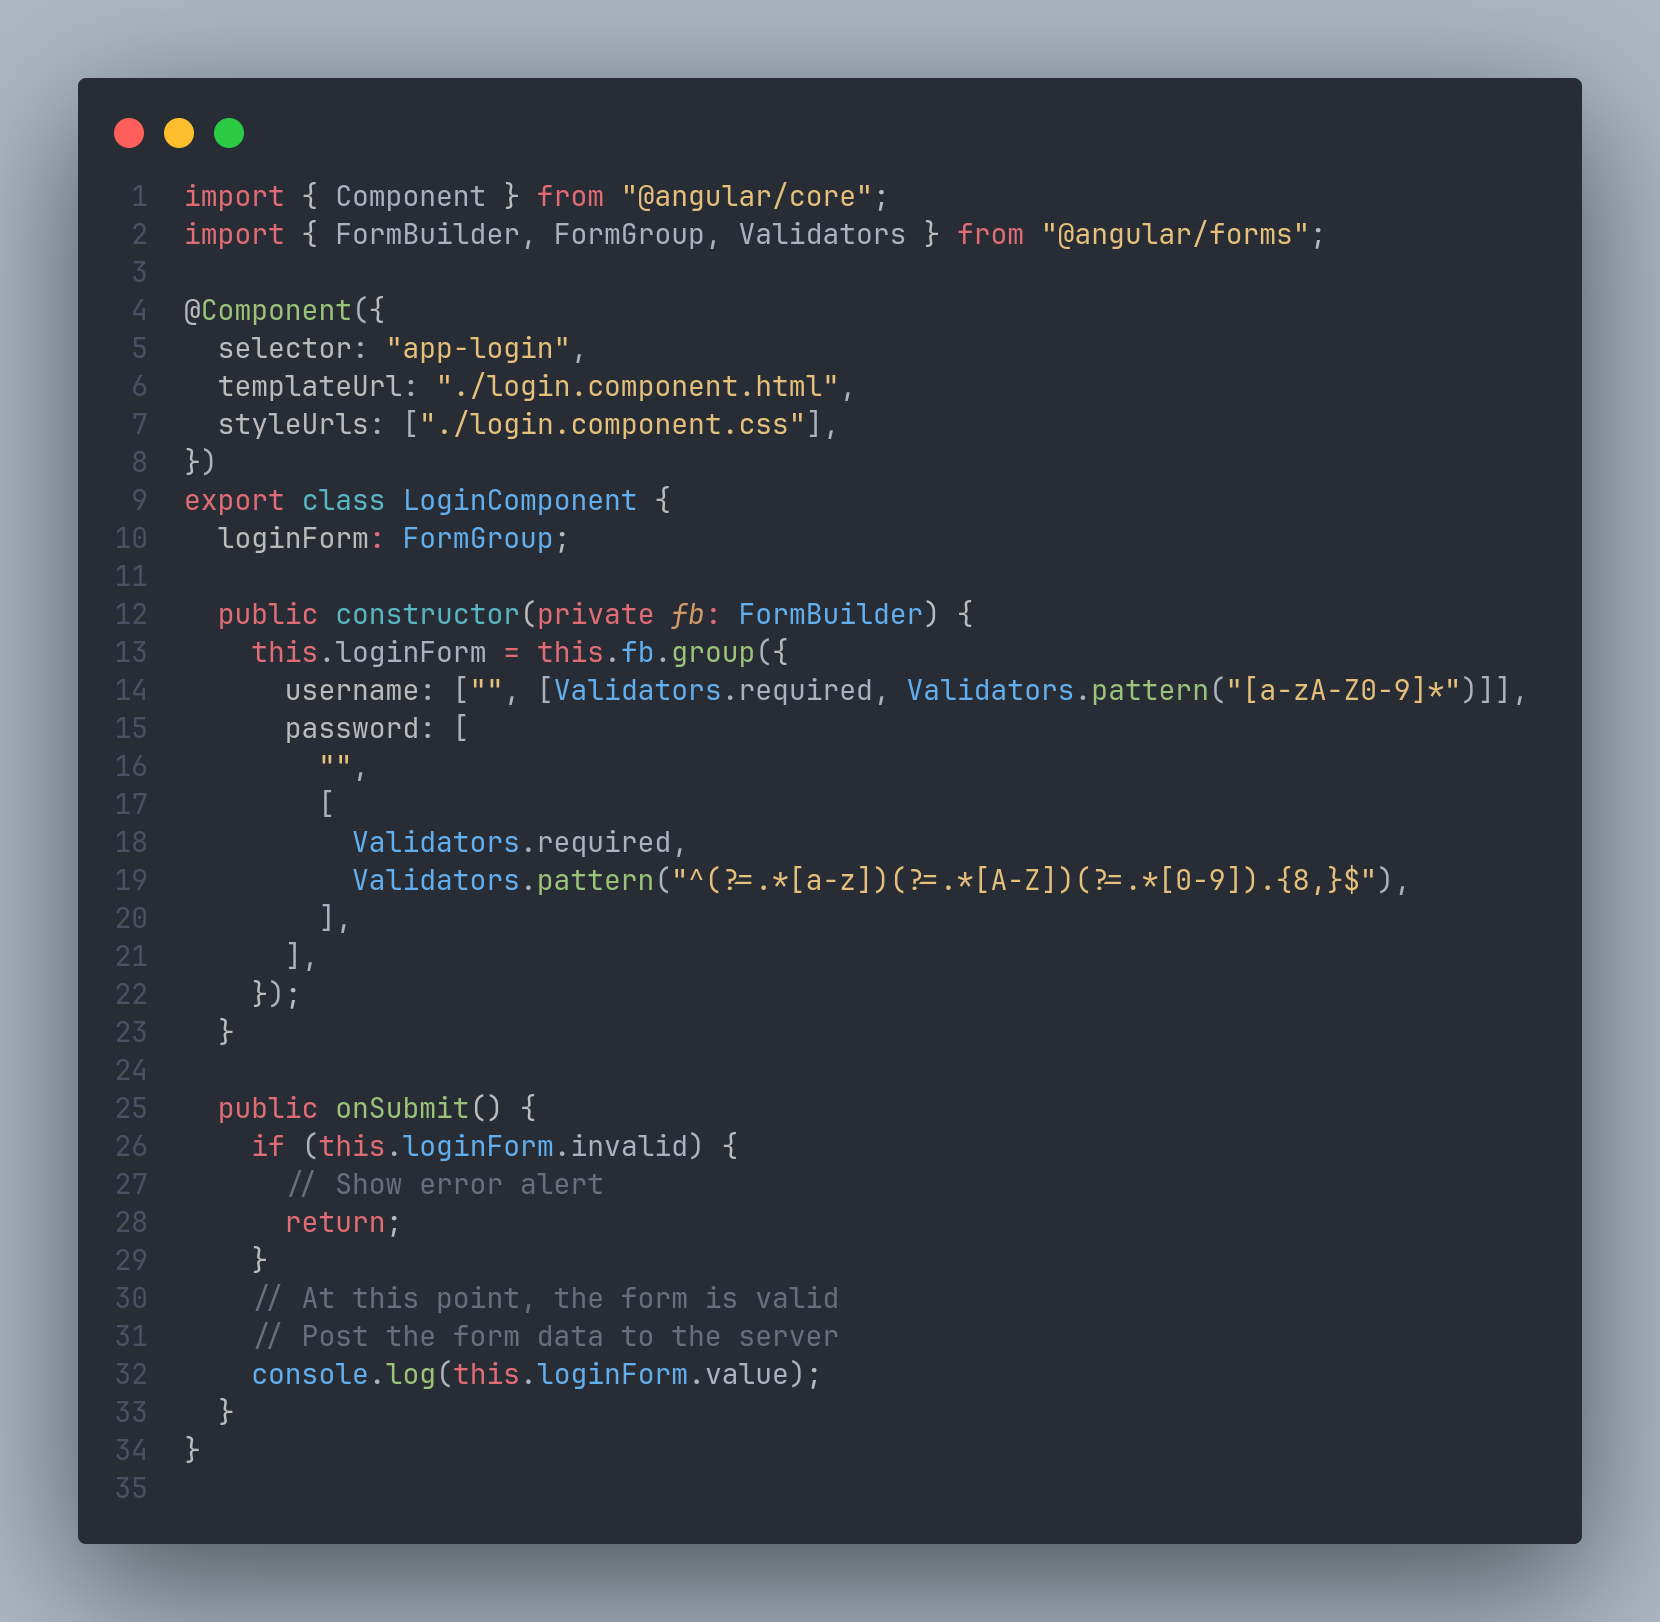 1 import { Component } from "@angular/core";
2 import { FormBuilder, FormGroup, Validators } from "@angular/forms";
3
4 @Component({
5   selector: "app-login",
6   templateUrl: "./login.component.html",
7   styleUrls: ["./login.component.css"],
8 })
9 export class LoginComponent {
10   loginForm: FormGroup;
11
12   public constructor(private fb: FormBuilder) {
13     this.loginForm = this.fb.group({
14       username: ["", [Validators.required, Validators.pattern("[a-zA-Z0-9]*")]],
15       password: [
16         "",
17         [
18           Validators.required,
19           Validators.pattern("^(?=.*[a-z])(?=.*[A-Z])(?=.*[0-9]).{8,}$"),
20         ],
21       ],
22     });
23   }
24
25   public onSubmit() {
26     if (this.loginForm.invalid) {
27       // Show error alert
28       return;
29     }
30     // At this point, the form is valid
31     // Post the form data to the server
32     console.log(this.loginForm.value);
33   }
34 }
35